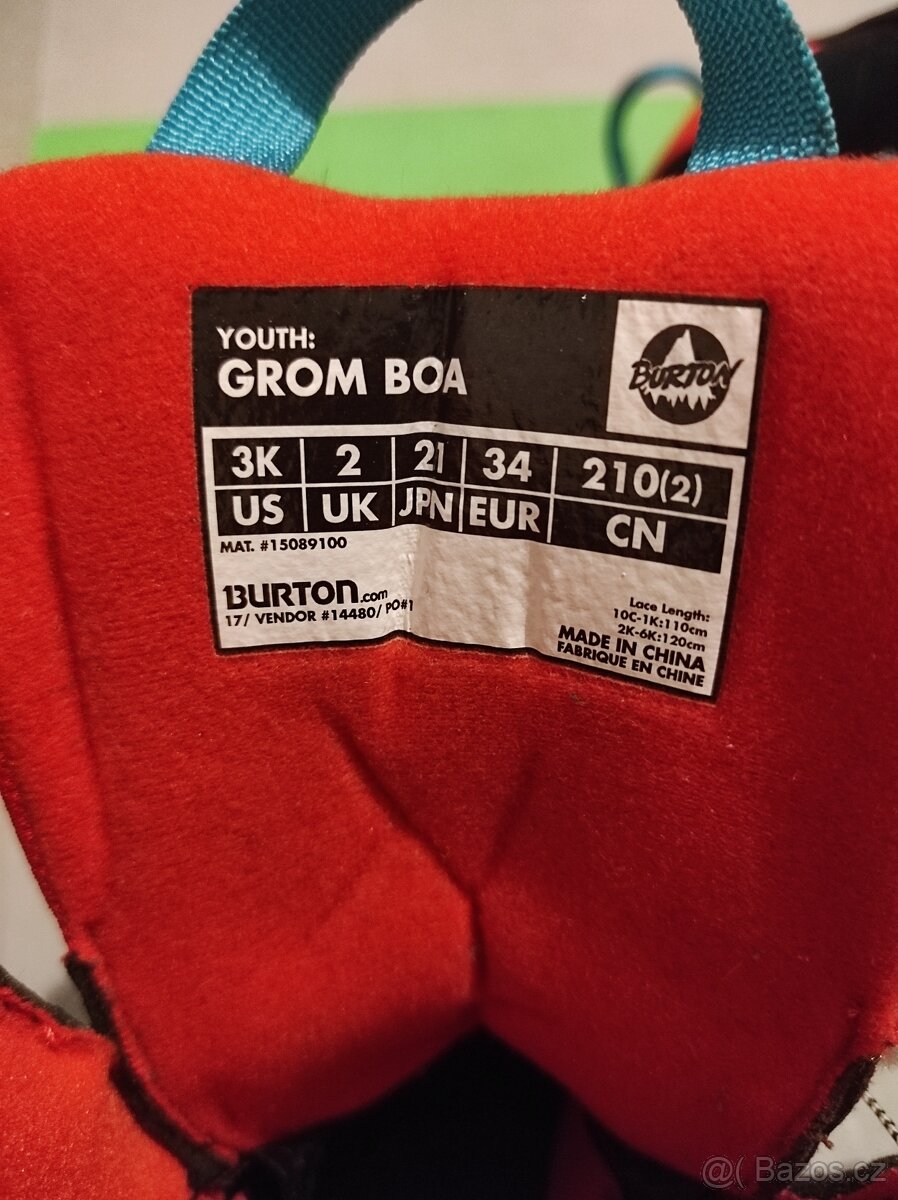 YOUTH:
GROM BOA
BURTON
3K 2 21 34 210(2)
US UK JPN EUR CN
MAT. #15089100
BURTON.com
17/ VENDOR #14480/ PO#1
Lace Length:
10C-1K:110cm
2K-6K:120cm
MADE IN CHINA
FABRIQUE EN CHINE
@( Bazos.cz